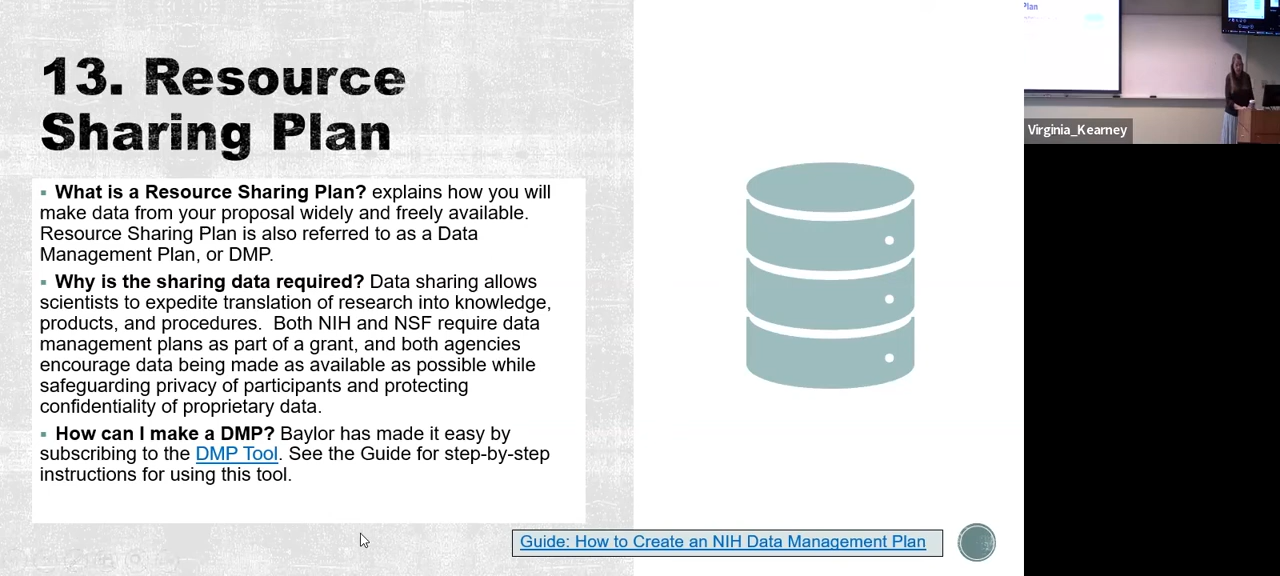 13. Resource
Sharing Plan
▪ What is a Resource Sharing Plan? explains how you will
make data from your proposal widely and freely available.
Resource Sharing Plan is also referred to as a Data
Management Plan, or DMP.
▪ Why is the sharing data required? Data sharing allows
scientists to expedite translation of research into knowledge,
products, and procedures.  Both NIH and NSF require data
management plans as part of a grant, and both agencies
encourage data being made as available as possible while
safeguarding privacy of participants and protecting
confidentiality of proprietary data.
▪ How can I make a DMP? Baylor has made it easy by
subscribing to the DMP Tool. See the Guide for step-by-step
instructions for using this tool.
Guide: How to Create an NIH Data Management Plan
Plan
Virginia_Kearney